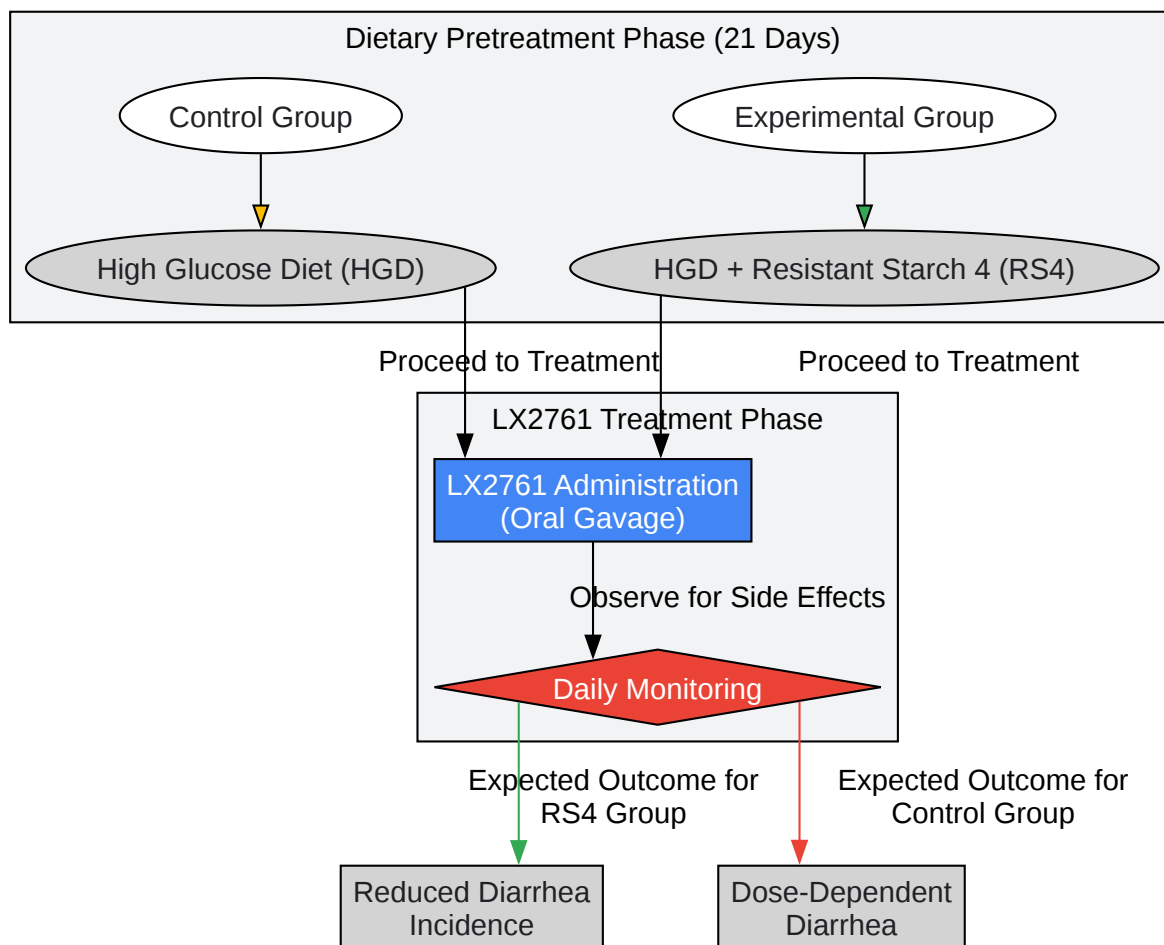 Dietary Pretreatment Phase (21 Days)
Control Group
Experimental Group
High Glucose Diet (HGD)
HGD + Resistant Starch 4 (RS4)
Proceed to Treatment
Proceed to Treatment
LX2761 Treatment Phase
LX2761 Administration
(Oral Gavage)
Observe for Side Effects
Daily Monitoring
Expected Outcome for
RS4 Group
Expected Outcome for
Control Group
Reduced Diarrhea
Incidence
Dose-Dependent
Diarrhea